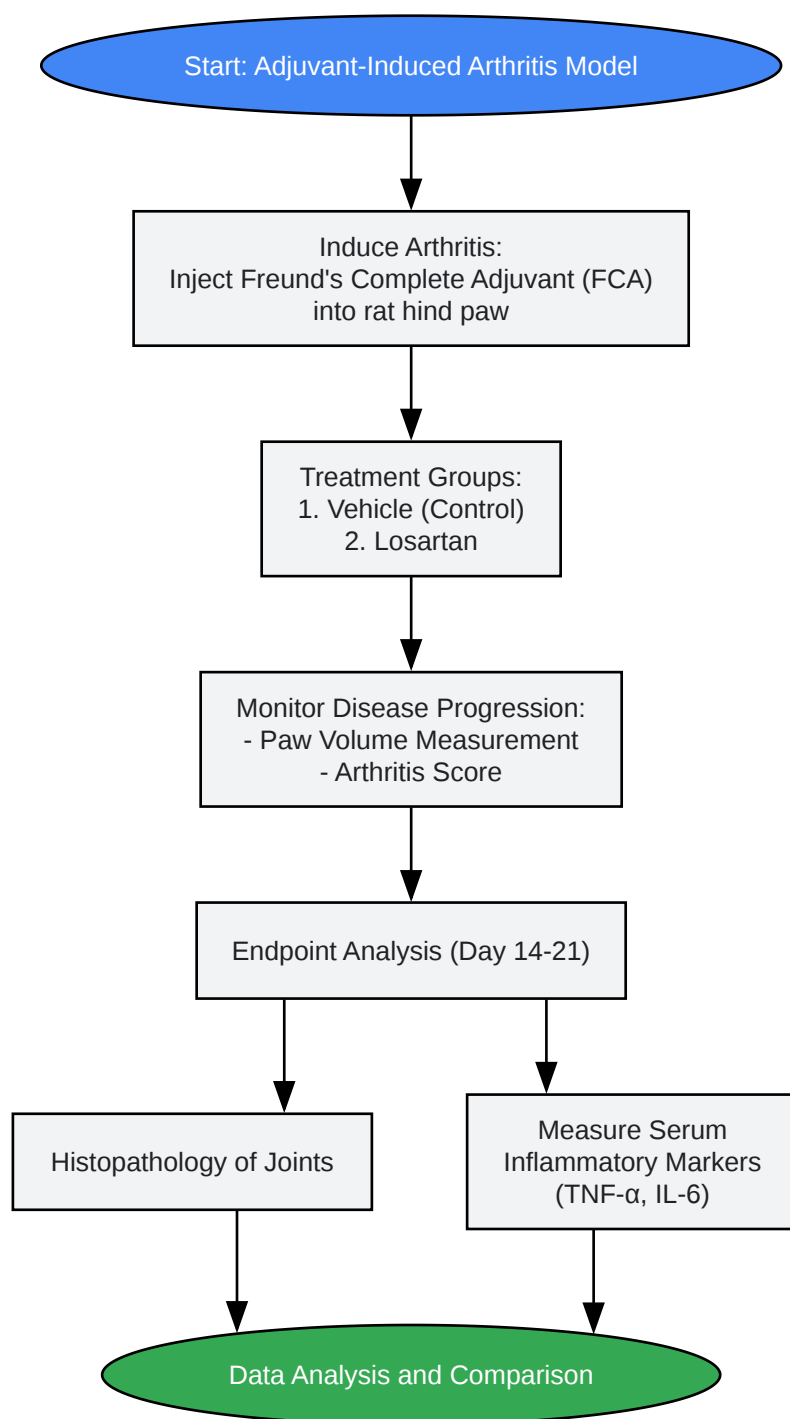 Start: Adjuvant-Induced Arthritis Model
Induce Arthritis:
Inject Freund's Complete Adjuvant (FCA)
into rat hind paw
Treatment Groups:
1. Vehicle (Control)
2. Losartan
Monitor Disease Progression:
- Paw Volume Measurement
- Arthritis Score
Endpoint Analysis (Day 14-21)
Histopathology of Joints
Measure Serum
Inflammatory Markers
(TNF-α, IL-6)
Data Analysis and Comparison